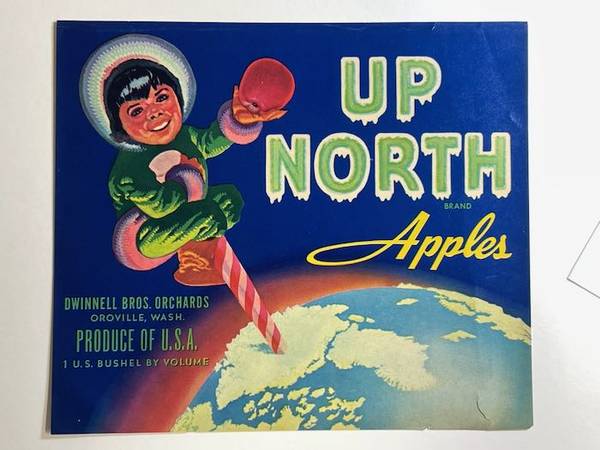 UP
NORTH
BRAND
Apples
DWINNELL BROS. ORCHARDS
OROVILLE, WASH.
PRODUCE OF U.S.A.
1 U.S. BUSHEL BY VOLUME